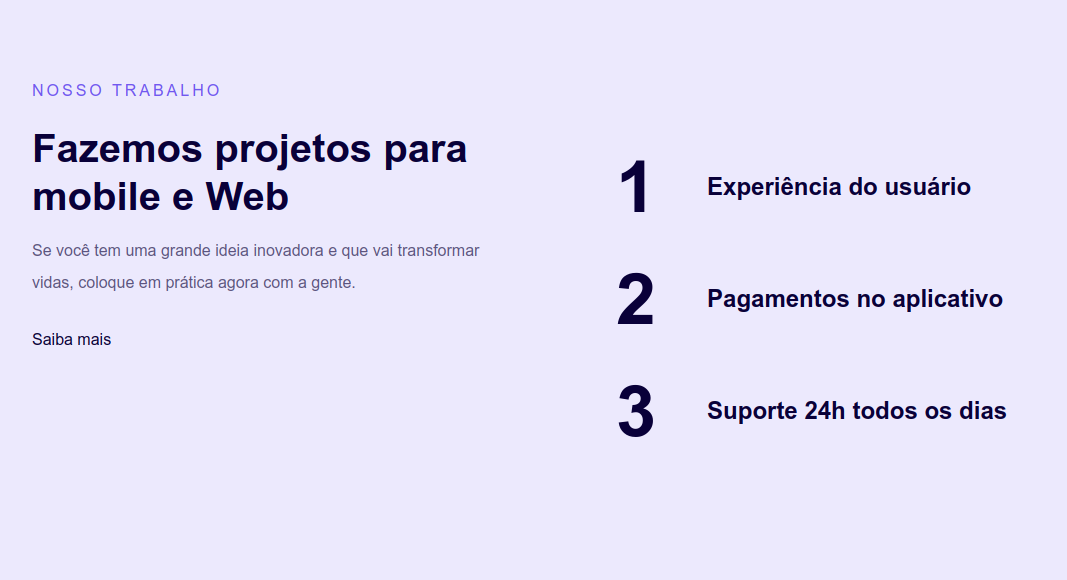 NOSSO TRABALHO
Fazemos projetos para
mobile e Web
Se você tem uma grande ideia inovadora e que vai transformar
vidas, coloque em prática agora com a gente.
Saiba mais
1 Experiência do usuário
2 Pagamentos no aplicativo
3 Suporte 24h todos os dias